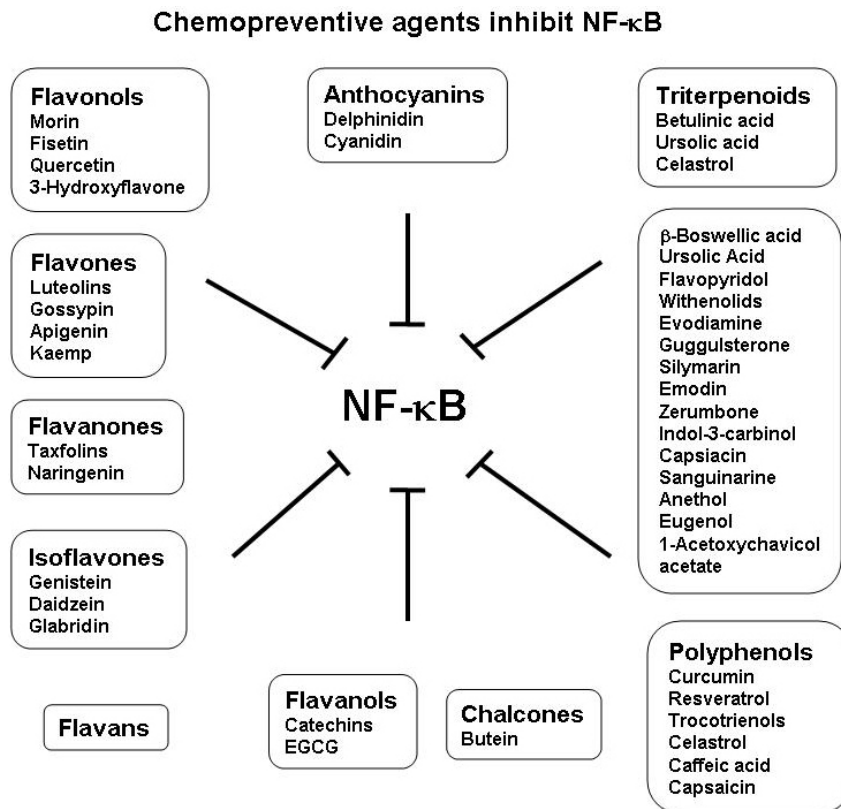 Chemopreventive agents inhibit NF-κB
Flavonols
Morin
Fisetin
Quercetin
3-Hydroxyflavone
Anthocyanins
Delphinidin
Cyanidin
Triterpenoids
Betulinic acid
Ursolic acid
Celastrol
Flavones
Luteolins
Gossypin
Apigenin
Kaemp
β-Boswellic acid
Ursolic Acid
Flavopyridol
Withenolids
Evodiamine
Guggulsterone
Silymarin
Emodin
Zerumbone
Indol-3-carbinol
Capsiacin
Sanguinarine
Anethol
Eugenol
1-Acetoxychavicol
acetate
NF-κB
Flavanones
Taxfolins
Naringenin
Isoflavones
Genistein
Daidzein
Glabridin
Flavans
Flavanols
Catechins
EGCG
Chalcones
Butein
Polyphenols
Curcumin
Resveratrol
Trocotrienols
Celastrol
Caffeic acid
Capsaicin